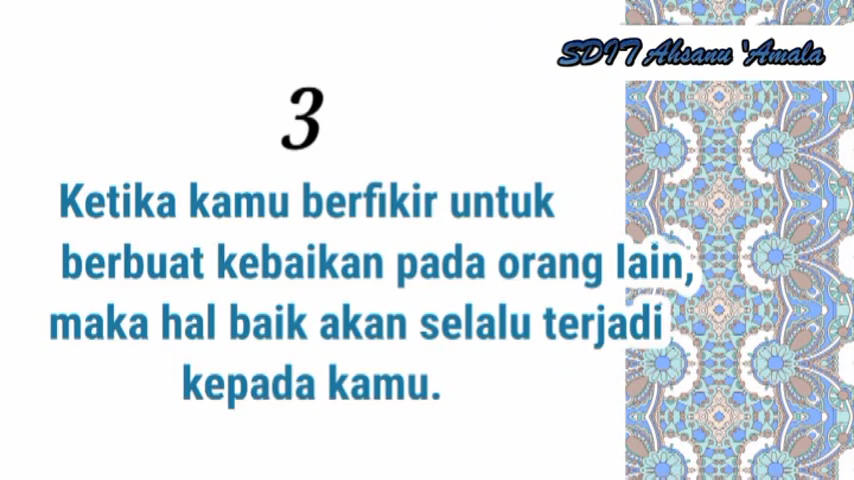 SDIT Ahsanu 'Amala
3
Ketika kamu berfikir untuk
berbuat kebaikan pada orang lain,
maka hal baik akan selalu terjadi
kepada kamu.